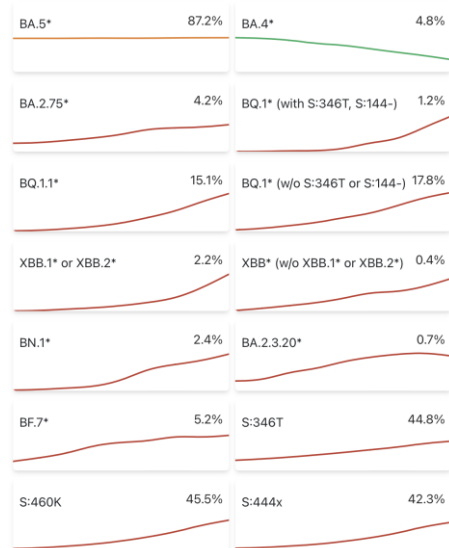 BA.5* 87.2%
BA.4* 4.8%
BA.2.75* 4.2%
BQ.1* (with S:346T, S:144-) 1.2%
BQ.1.1* 15.1%
BQ.1* (w/o S:346T or S:144-) 17.8%
XBB.1* or XBB.2* 2.2%
XBB* (w/o XBB.1* or XBB.2*) 0.4%
BN.1* 2.4%
BA.2.3.20* 0.7%
BF.7* 5.2%
S:346T 44.8%
S:460K 45.5%
S:444x 42.3%